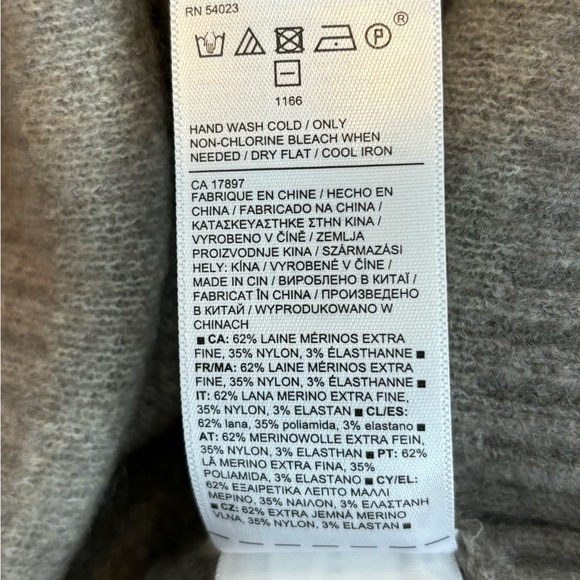 RN 54023
P ®
1166
HAND WASH COLD / ONLY
NON-CHLORINE BLEACH WHEN
NEEDED / DRY FLAT / COOL IRON
CA 17897
FABRIQUE EN CHINE / HECHO EN
CHINA / FABRICADO NA CHINA /
ΚΑΤΑΣΚΕΥΑΣΤΗΚΕ ΣΤΗΝ ΚΙΝΑ /
VYROBENO V ČÍNĚ / ZEMLJA
PROIZVODNJE KINA / SZÁRMAZÁSI
HELY: KÍNA / VYROBENÉ V ČÍNE /
MADE IN CIN / ВИРОБЛЕНО В КИТАЇ /
FABRICAT ÎN CHINA / ПРОИЗВЕДЕНО
В КИТАЙ / WYPRODUKOWANO W
CHINACH
■ CA: 62% LAINE MÉRINOS EXTRA
FINE, 35% NYLON, 3% ÉLASTHANNE ■
FR/MA: 62% LAINE MÉRINOS EXTRA
FINE, 35% NYLON, 3% ÉLASTHANNE ■
IT: 62% LANA MERINO EXTRA FINE,
35% NYLON, 3% ELASTAN ■ CL/ES:
62% lana, 35% poliamida, 3% elastano ■
AT: 62% MERINOWOLLE EXTRA FEIN,
35% NYLON, 3% ELASTHAN ■ PT: 62%
LÃ MERINO EXTRA FINA, 35%
POLIAMIDA, 3% ELASTANO ■ CY/EL:
62% ΕΞΑΙΡΕΤΙΚΑ ΛΕΠΤΟ ΜΑΛΛΙ
ΜΕΡΙΝΟ, 35% ΝΑΙΛΟΝ, 3% ΕΛΑΣΤΑΝΗ
■ CZ: 62% EXTRA JEMNÁ MERINO
VLNA, 35% NYLON, 3% ELASTAN ■